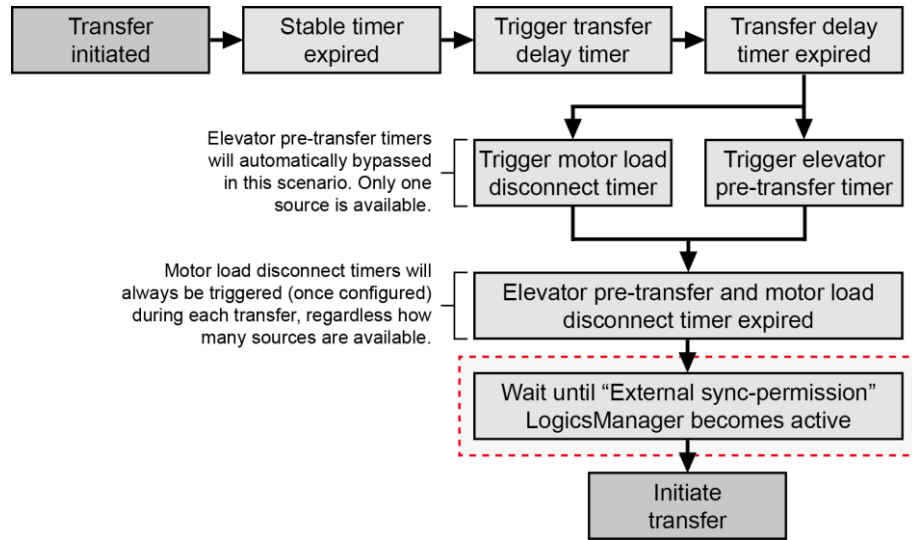 Transfer
initiated
Stable timer
expired
Trigger transfer
delay timer
Transfer delay
timer expired
Elevator pre-transfer timers
will automatically bypassed
in this scenario. Only one
source is available.
Trigger motor load
disconnect timer
Trigger elevator
pre-transfer timer
Motor load disconnect timers will
always be triggered (once configured)
during each transfer, regardless how
many sources are available.
Elevator pre-transfer and motor load
disconnect timer expired
Wait until “External sync-permission”
LogicsManager becomes active
Initiate
transfer